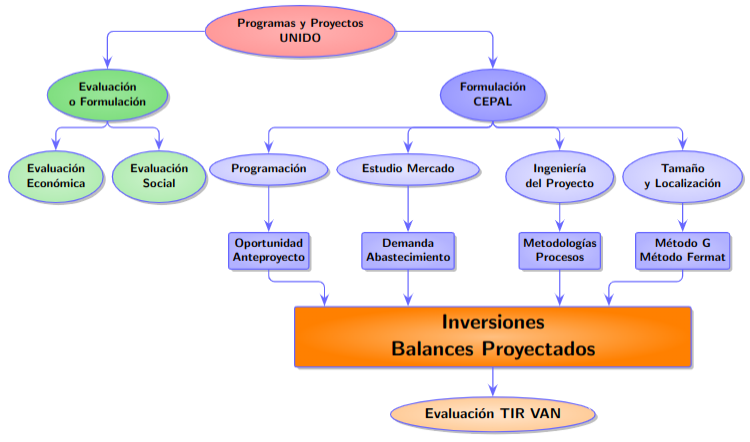 Programas y Proyectos
UNIDO
Evaluación
o Formulación
Formulación
CEPAL
Evaluación
Económica
Evaluación
Social
Programación
Estudio Mercado
Ingeniería
del Proyecto
Tamaño
y Localización
Oportunidad
Anteproyecto
Demanda
Abastecimiento
Metodologías
Procesos
Método G
Método Fermat
Inversiones
Balances Proyectados
Evaluación TIR VAN